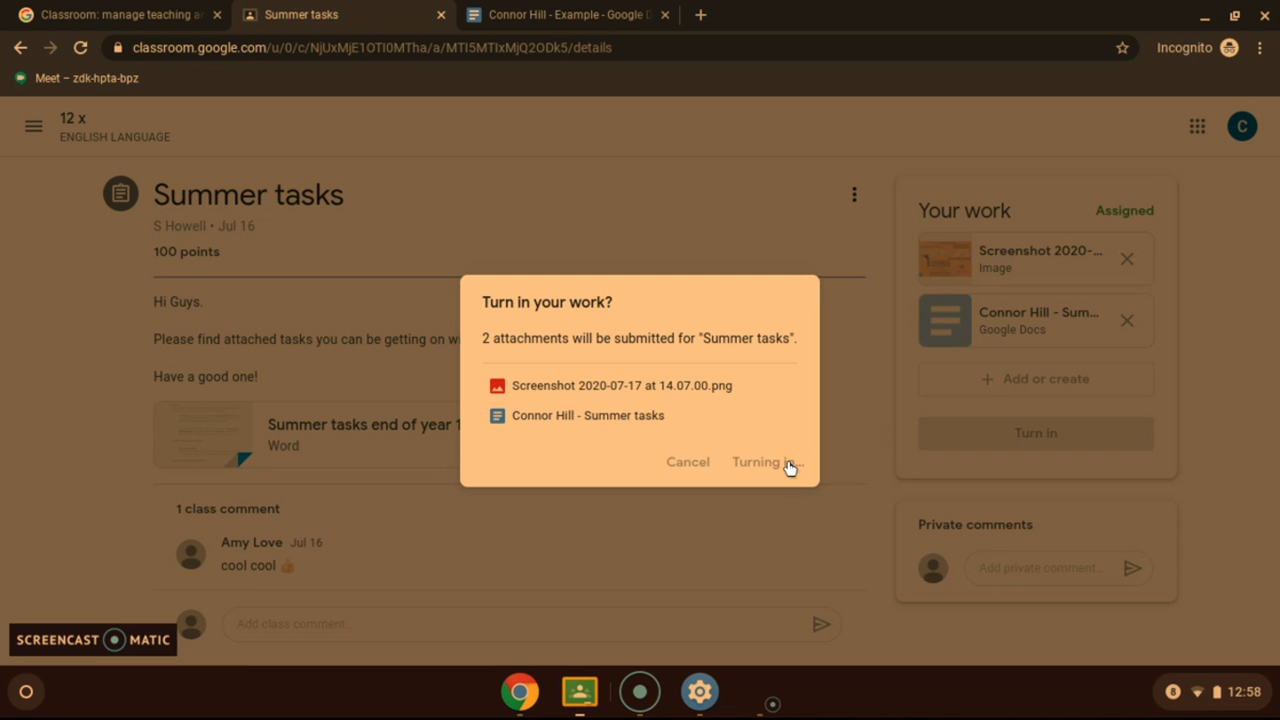 Classroom: manage teaching a
Summer tasks
Connor Hill - Example - Google D
classroom.google.com/u/0/c/NjUxMjE1OTI0MTha/a/MTI5MTIxMjQ2ODk5/details
Incognito
Meet – zdk-hpta-bpz
12 x
ENGLISH LANGUAGE
C
Summer tasks
S Howell • Jul 16
100 points
Hi Guys.
Please find attached tasks you can be getting on w
Have a good one!
Summer tasks end of year 1
Word
1 class comment
Amy Love Jul 16
cool cool 👍
Add class comment...
Turn in your work?
2 attachments will be submitted for "Summer tasks".
Screenshot 2020-07-17 at 14.07.00.png
Connor Hill - Summer tasks
Cancel
Turning in...
Your work
Assigned
Screenshot 2020-...
Image
Connor Hill - Sum...
Google Docs
+ Add or create
Turn in
Private comments
Add private comment...
SCREENCAST MATIC
8
12:58